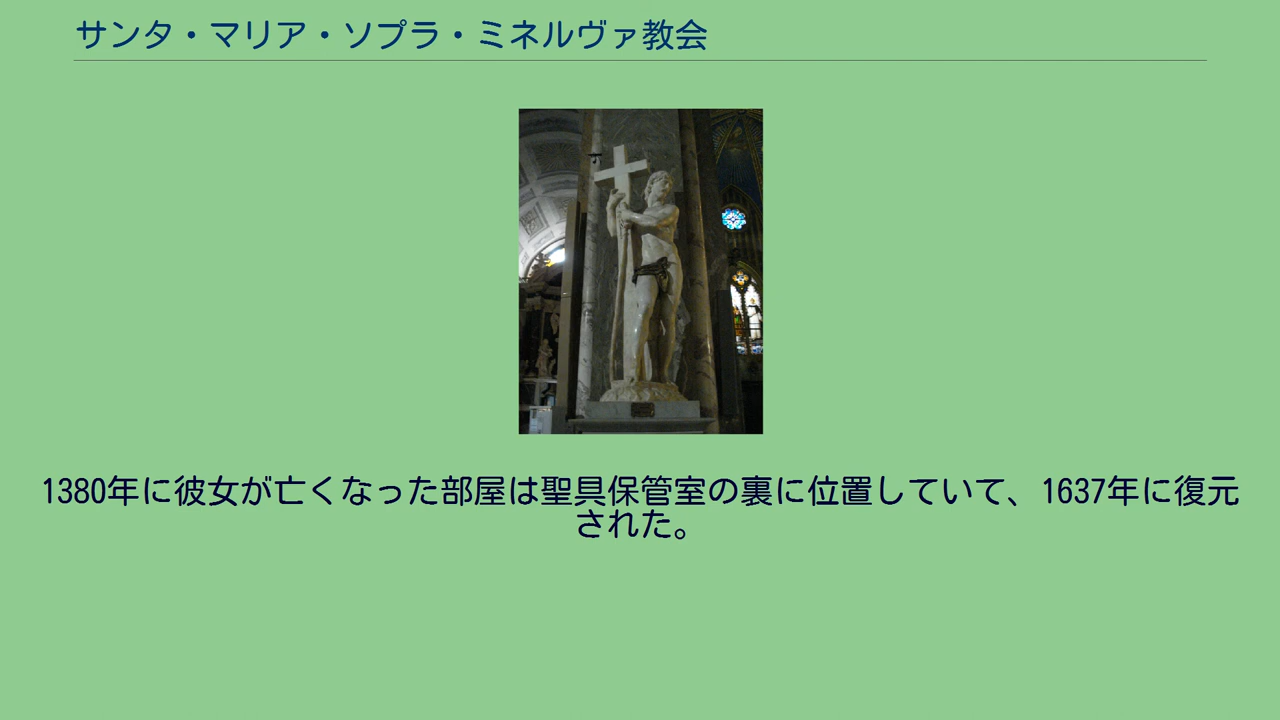 サンタ・マリア・ソプラ・ミネルヴァ教会
1380年に彼女が亡くなった部屋は聖具保管室の裏に位置していて、1637年に復元
された。